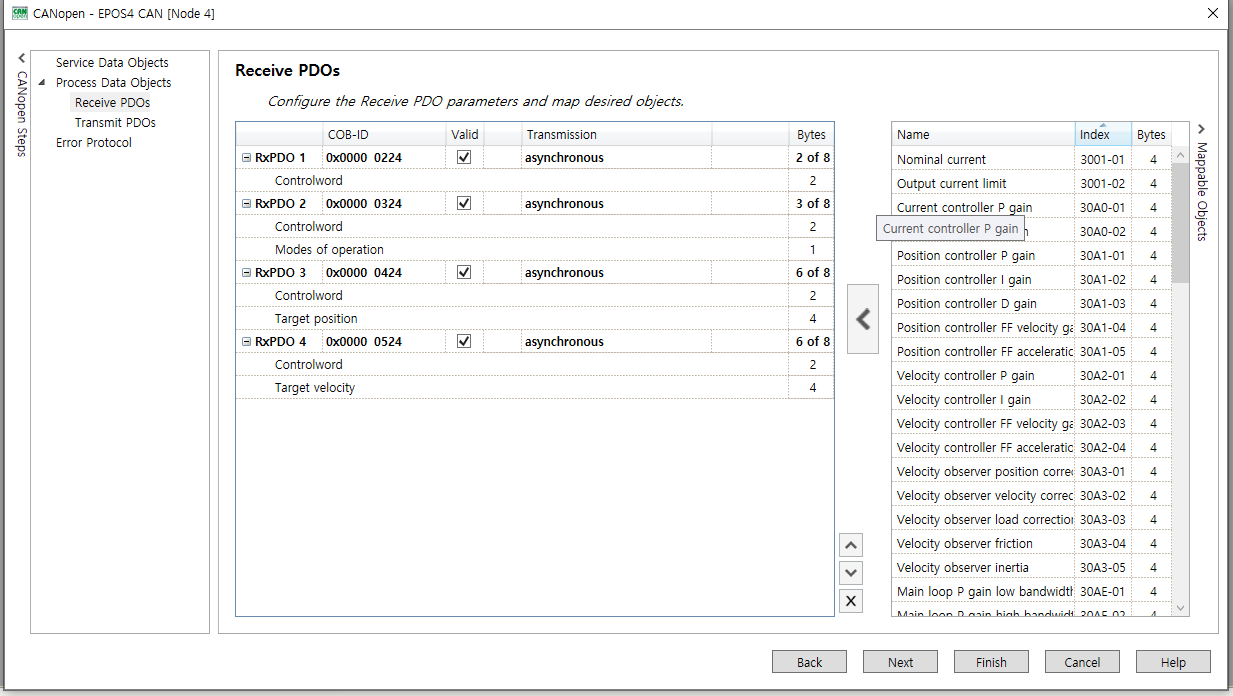 CANopen - EPOS4 CAN [Node 4]
CANopen Steps
Service Data Objects
Process Data Objects
Receive PDOs
Transmit PDOs
Error Protocol
Receive PDOs
Configure the Receive PDO parameters and map desired objects.
COB-ID Valid Transmission Bytes
RxPDO 1 0x0000 0224 asynchronous 2 of 8
Controlword 2
RxPDO 2 0x0000 0324 asynchronous 3 of 8
Controlword 2
Modes of operation 1
RxPDO 3 0x0000 0424 asynchronous 6 of 8
Controlword 2
Target position 4
RxPDO 4 0x0000 0524 asynchronous 6 of 8
Controlword 2
Target velocity 4
Name Index Bytes
Nominal current 3001-01 4
Output current limit 3001-02 4
Current controller P gain 30A0-01 4
Current controller P gain
30A0-02 4
Position controller P gain 30A1-01 4
Position controller I gain 30A1-02 4
Position controller D gain 30A1-03 4
Position controller FF velocity ga 30A1-04 4
Position controller FF acceleratic 30A1-05 4
Velocity controller P gain 30A2-01 4
Velocity controller I gain 30A2-02 4
Velocity controller FF velocity ga 30A2-03 4
Velocity controller FF acceleratic 30A2-04 4
Velocity observer position corre 30A3-01 4
Velocity observer velocity correc 30A3-02 4
Velocity observer load correction 30A3-03 4
Velocity observer friction 30A3-04 4
Velocity observer inertia 30A3-05 4
Main loop P gain low bandwidth 30AE-01 4
Main loop P gain high bandwidt 30AE-02 4
Mappable Objects
Back Next Finish Cancel Help